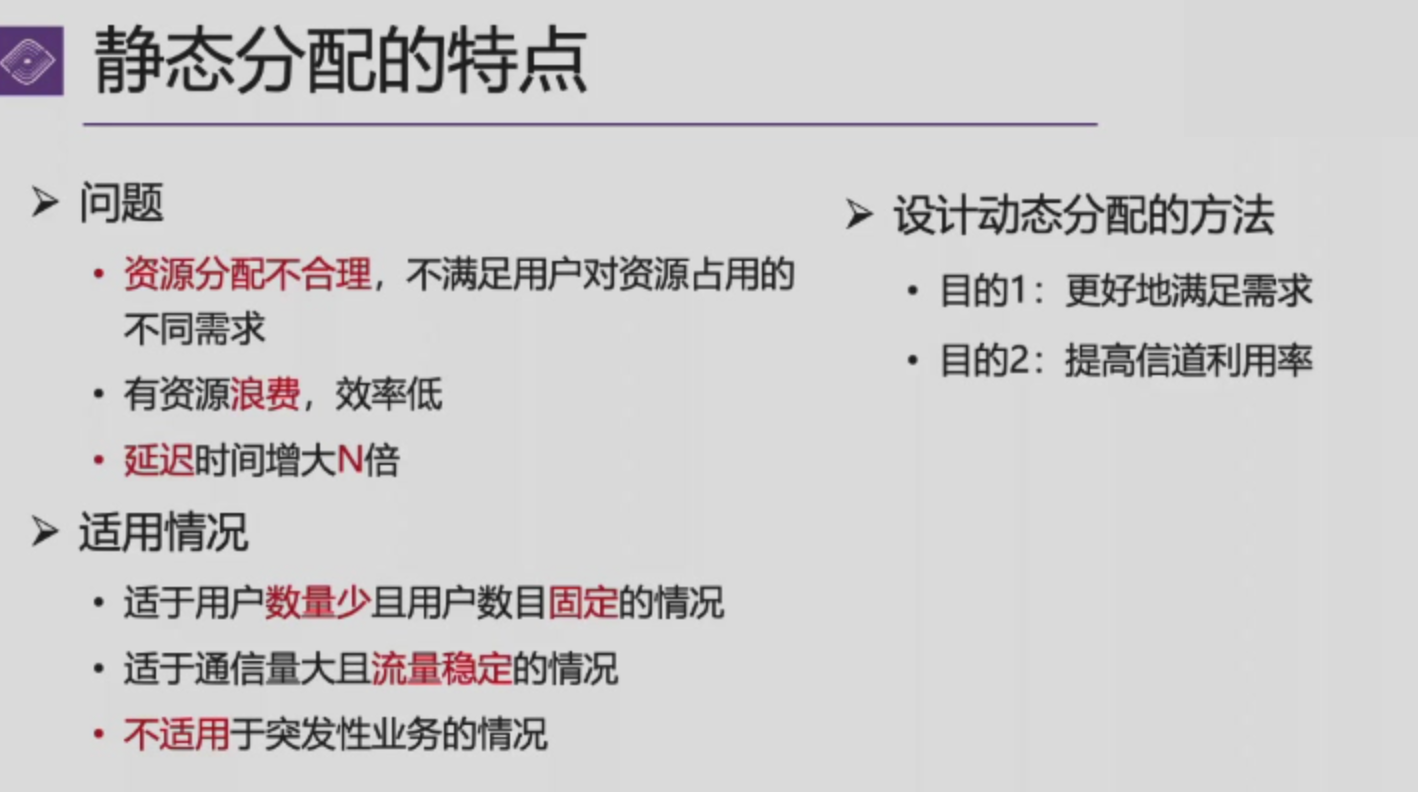 静态分配的特点
➢ 问题
• 资源分配不合理，不满足用户对资源占用的
不同需求
• 有资源浪费，效率低
• 延迟时间增大N倍
➢ 适用情况
• 适于用户数量少且用户数目固定的情况
• 适于通信量大且流量稳定的情况
• 不适用于突发性业务的情况
➢ 设计动态分配的方法
• 目的1：更好地满足需求
• 目的2：提高信道利用率